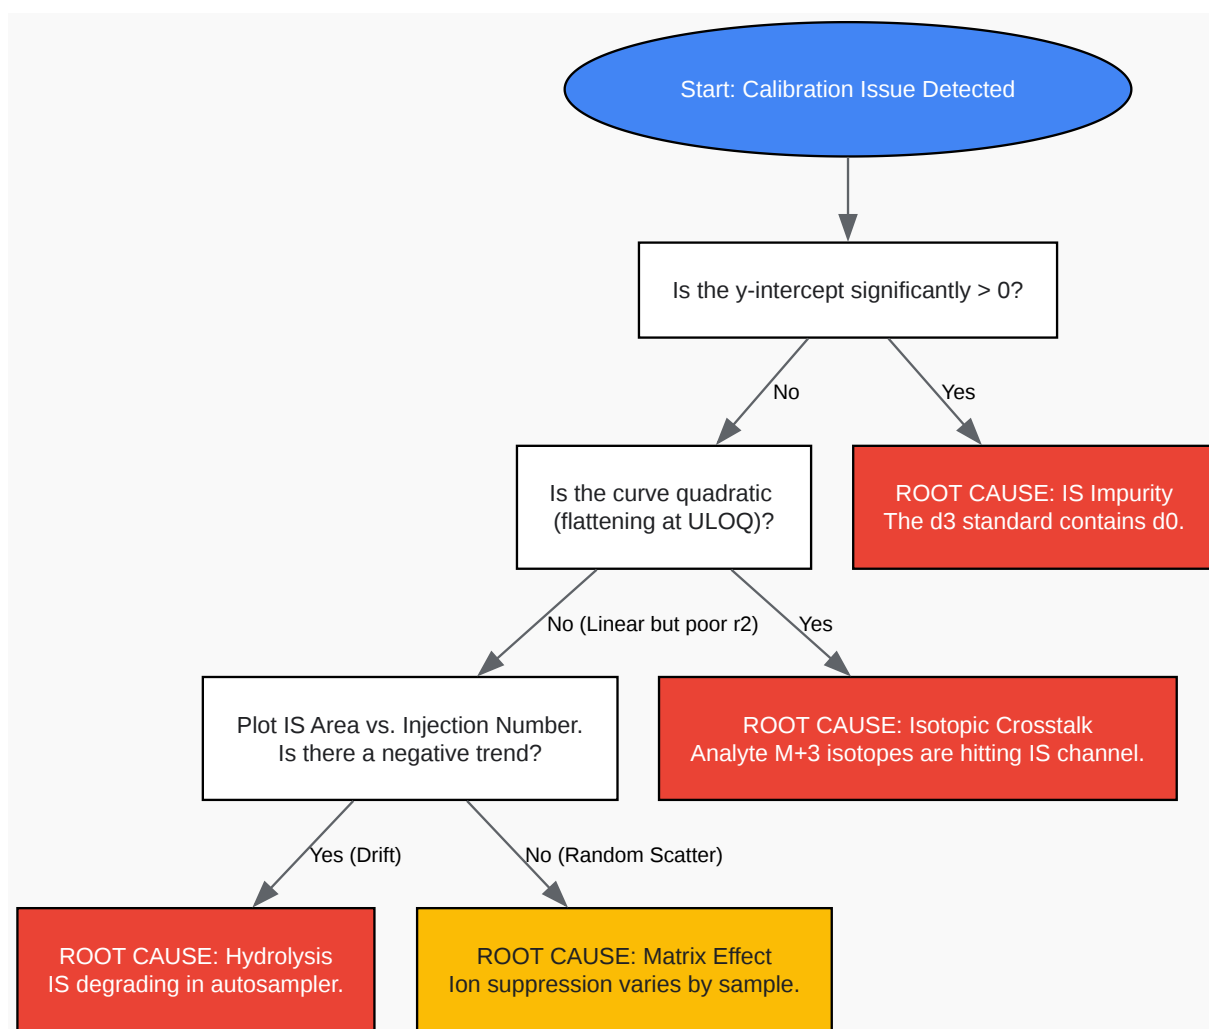 Start: Calibration Issue Detected
Is the y-intercept significantly > 0?
No
Yes
Is the curve quadratic
(flattening at ULOQ)?
ROOT CAUSE: IS Impurity
The d3 standard contains d0.
No (Linear but poor r2)
Yes
Plot IS Area vs. Injection Number.
Is there a negative trend?
ROOT CAUSE: Isotopic Crosstalk
Analyte M+3 isotopes are hitting IS channel.
Yes (Drift)
No (Random Scatter)
ROOT CAUSE: Hydrolysis
IS degrading in autosampler.
ROOT CAUSE: Matrix Effect
Ion suppression varies by sample.